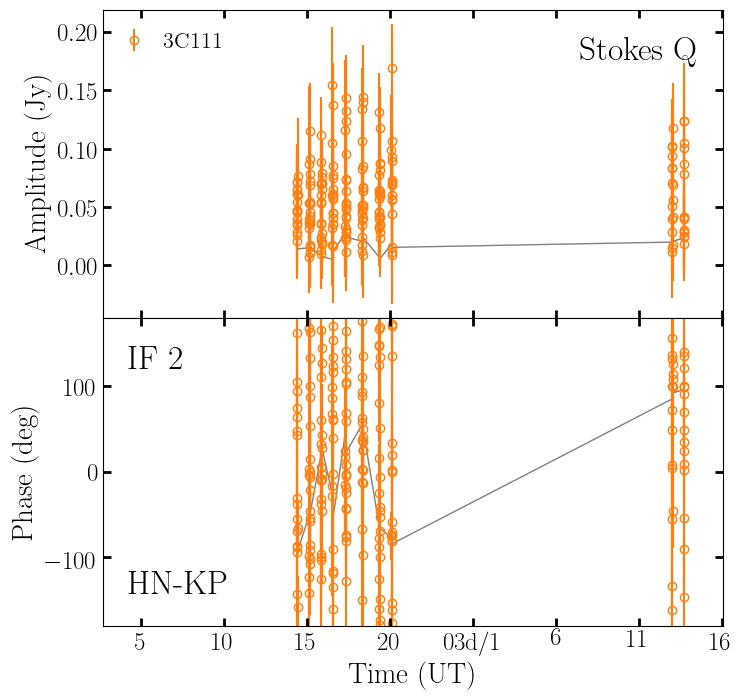 0.20
3C111
Stokes Q
0.15
0.10
0.05
0.00
Amplitude (Jy)
IF 2
100
0
−100
Phase (deg)
HN-KP
5
10
15
20
03d/1
6
11
16
Time (UT)